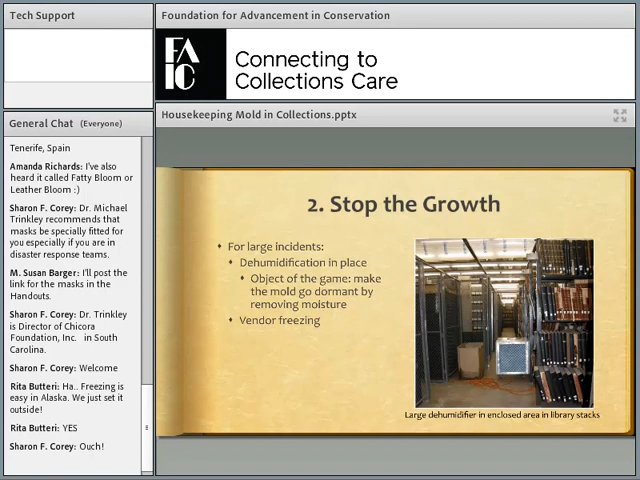 Tech Support
Foundation for Advancement in Conservation
FA
IC
Connecting to
Collections Care
General Chat (Everyone)
Tenerife, Spain
Amanda Richards: I've also
heard it called Fatty Bloom or
Leather Bloom :)
Sharon F. Corey: Dr. Michael
Trinkley recommends that
masks be specially fitted for
you especially if you are in
disaster response teams.
M. Susan Barger: I'll post the
link for the masks in the
Handouts.
Sharon F. Corey: Dr. Trinkley
is Director of Chicora
Foundation, Inc. in South
Carolina.
Sharon F. Corey: Welcome
Rita Butteri: Ha.. Freezing is
easy in Alaska. We just set it
outside!
Rita Butteri: YES
Sharon F. Corey: Ouch!
Housekeeping Mold in Collections.pptx
2. Stop the Growth
For large incidents:
Dehumidification in place
Object of the game: make
the mold go dormant by
removing moisture
Vendor freezing
Large dehumidifier in enclosed area in library stacks